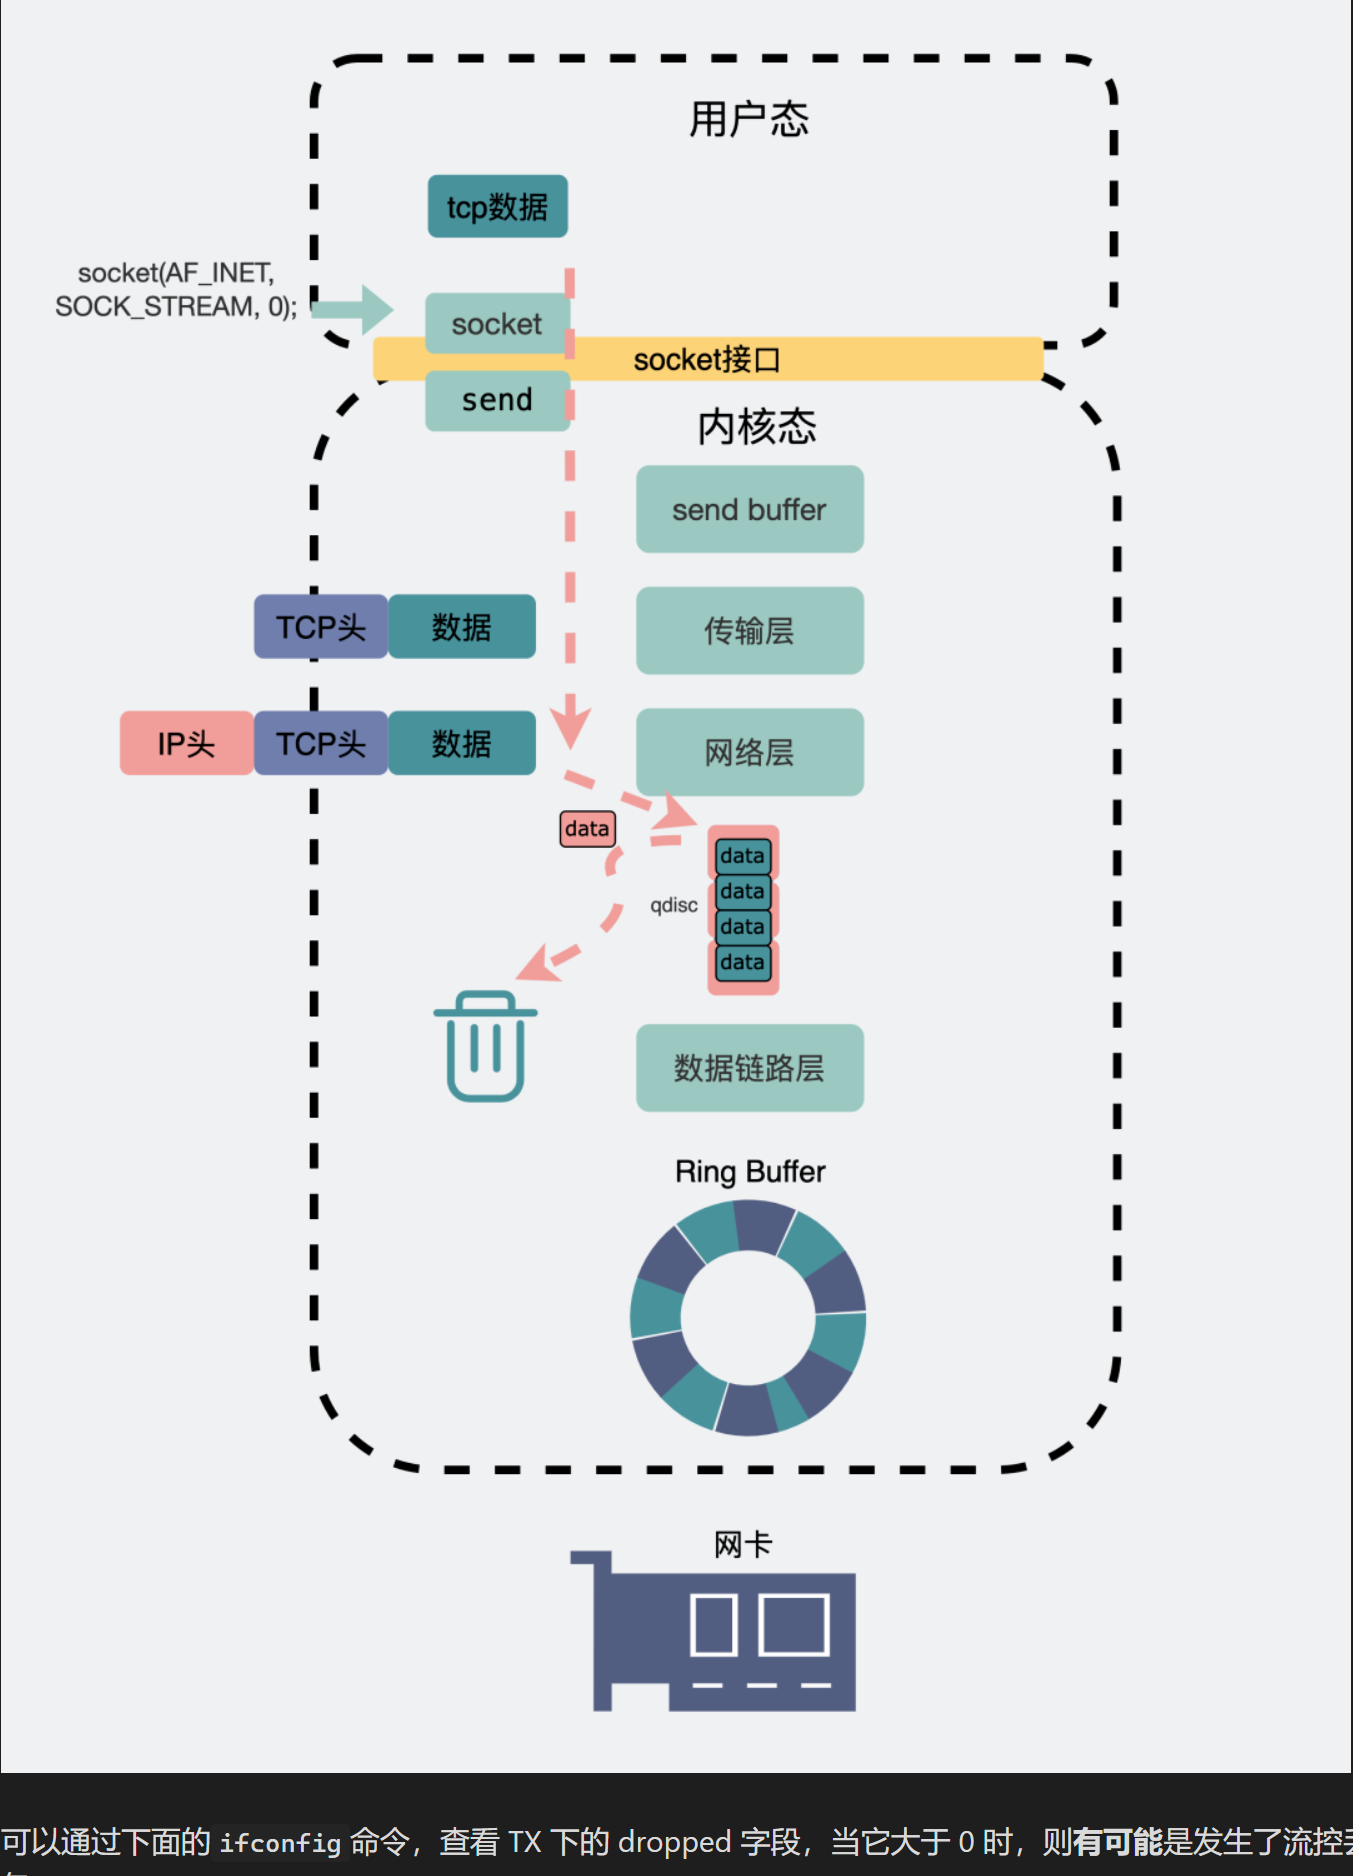 用户态
tcp数据
socket(AF_INET,
SOCK_STREAM, 0);
socket
socket接口
send
内核态
send buffer
TCP头 数据
传输层
IP头 TCP头 数据
网络层
data
data
data
qdisc
data
data
数据链路层
Ring Buffer
网卡
可以通过下面的 ifconfig 命令，查看 TX 下的 dropped 字段，当它大于 0 时，则有可能是发生了流控